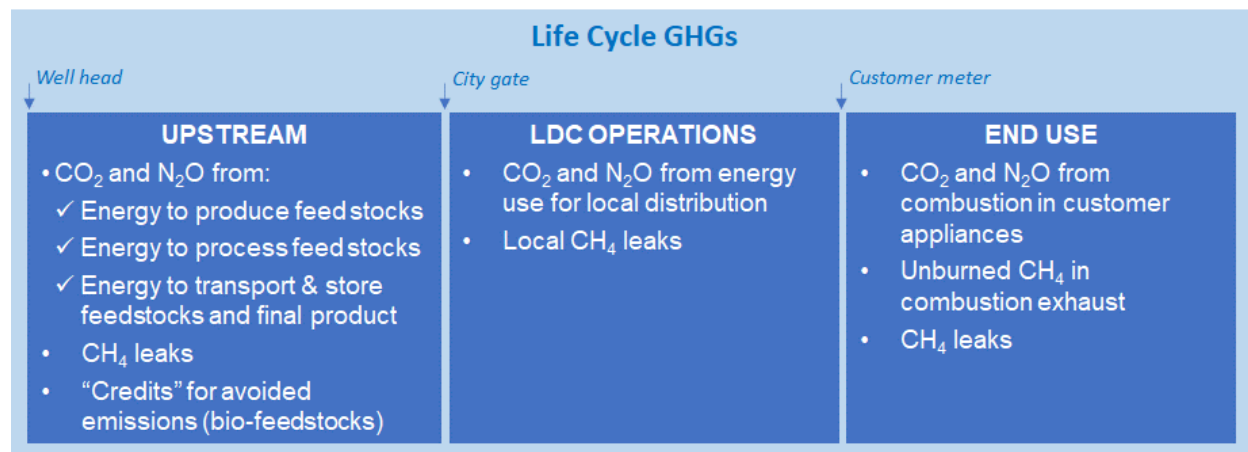 Life Cycle GHGs
Well head
City gate
Customer meter
UPSTREAM
• CO₂ and N₂O from:
✓ Energy to produce feed stocks
✓ Energy to process feed stocks
✓ Energy to transport & store
feedstocks and final product
• CH₄ leaks
• “Credits” for avoided
emissions (bio-feedstocks)
LDC OPERATIONS
• CO₂ and N₂O from energy
use for local distribution
• Local CH₄ leaks
END USE
• CO₂ and N₂O from
combustion in customer
appliances
• Unburned CH₄ in
combustion exhaust
• CH₄ leaks